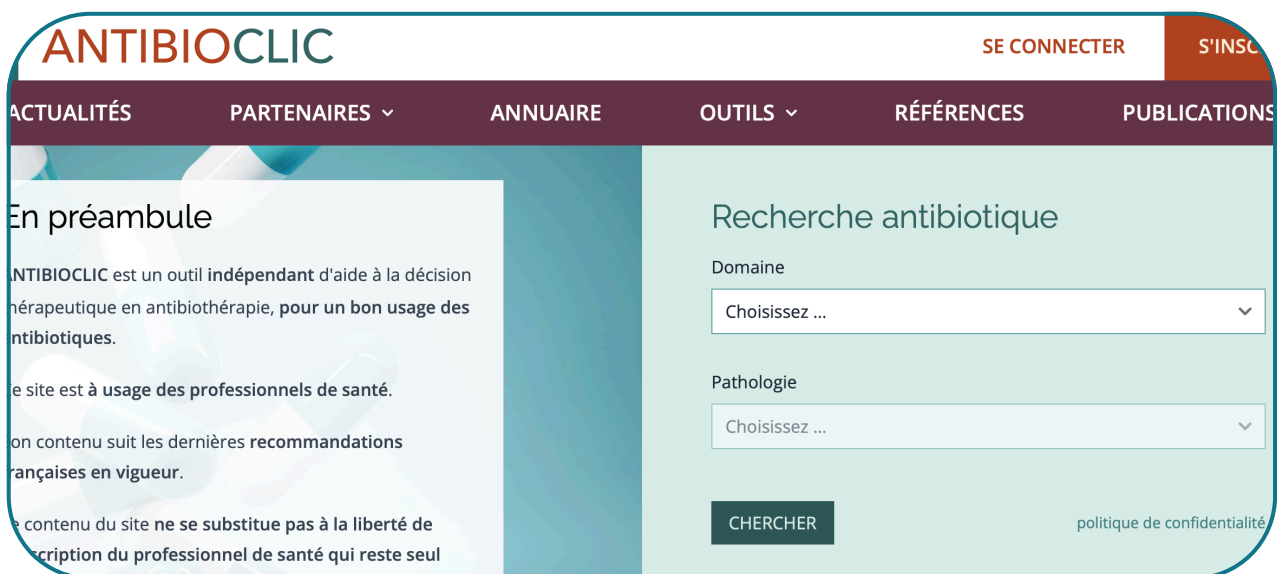 ANTIBIOCLIC
SE CONNECTER
S'INSC
ACTUALITÉS
PARTENAIRES
ANNUAIRE
OUTILS
RÉFÉRENCES
PUBLICATIONS
En préambule
ANTIBIOCLIC est un outil indépendant d'aide à la décision
hérapeutique en antibiothérapie, pour un bon usage des
ntibiotiques.
e site est à usage des professionnels de santé.
on contenu suit les dernières recommandations
rançaises en vigueur.
e contenu du site ne se substitue pas à la liberté de
scription du professionnel de santé qui reste seul
Recherche antibiotique
Domaine
Choisissez ...
Pathologie
Choisissez ...
CHERCHER
politique de confidentialité